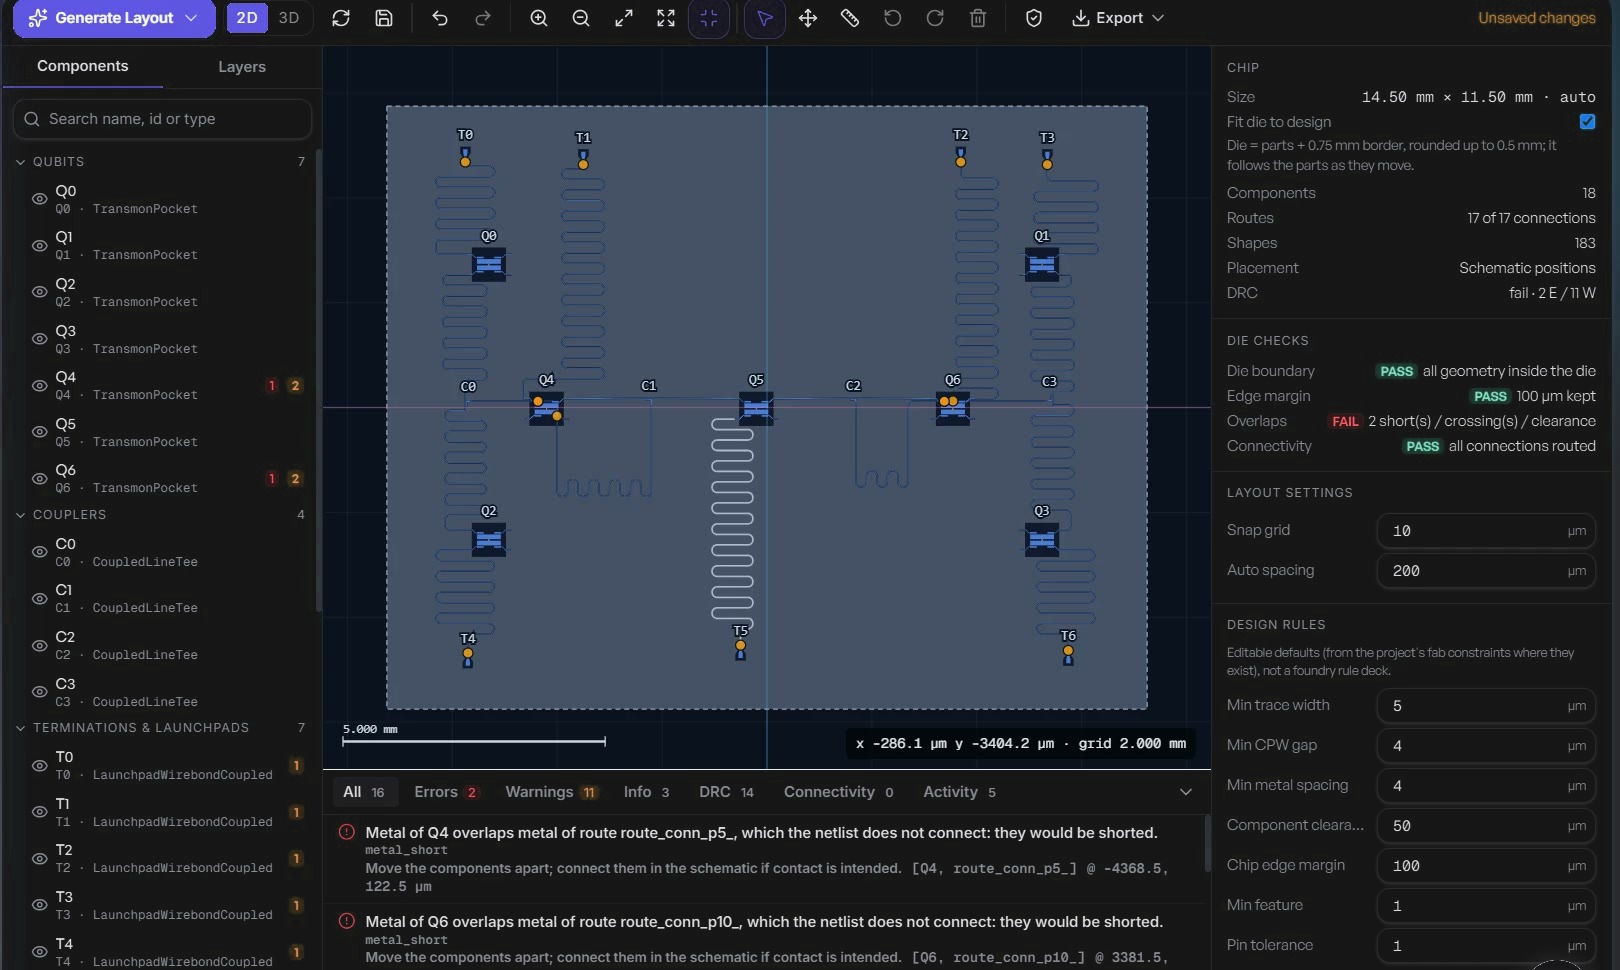 Generate Layout
2D 3D
Export
Unsaved changes
Components Layers
Search name, id or type
QUBITS 7
Q0
Q0 · TransmonPocket
Q1
Q1 · TransmonPocket
Q2
Q2 · TransmonPocket
Q3
Q3 · TransmonPocket
Q4 1 2
Q4 · TransmonPocket
Q5
Q5 · TransmonPocket
Q6 1 2
Q6 · TransmonPocket
COUPLERS 4
C0
C0 · CoupledLineTee
C1
C1 · CoupledLineTee
C2
C2 · CoupledLineTee
C3
C3 · CoupledLineTee
TERMINATIONS & LAUNCHPADS 7
T0 1
T0 · LaunchpadWirebondCoupled
T1 1
T1 · LaunchpadWirebondCoupled
T2 1
T2 · LaunchpadWirebondCoupled
T3 1
T3 · LaunchpadWirebondCoupled
T4 1
T4 · LaunchpadWirebondCoupled
T0 T1 T2 T3
Q0 Q1
C0 Q4 C1 Q5 C2 Q6 C3
Q2 Q3
T4 T5 T6
5.000 mm
x -286.1 µm y -3404.2 µm · grid 2.000 mm
All 16 Errors 2 Warnings 11 Info 3 DRC 14 Connectivity 0 Activity 5
Metal of Q4 overlaps metal of route route_conn_p5_, which the netlist does not connect: they would be shorted.
metal_short
Move the components apart; connect them in the schematic if contact is intended. [Q4, route_conn_p5_] @ -4368.5,
122.5 µm
Metal of Q6 overlaps metal of route route_conn_p10_, which the netlist does not connect: they would be shorted.
metal_short
Move the components apart; connect them in the schematic if contact is intended. [Q6, route_conn_p10_] @ 3381.5,
CHIP
Size 14.50 mm × 11.50 mm · auto
Fit die to design
Die = parts + 0.75 mm border, rounded up to 0.5 mm; it
follows the parts as they move.
Components 18
Routes 17 of 17 connections
Shapes 183
Placement Schematic positions
DRC fail · 2 E / 11 W
DIE CHECKS
Die boundary PASS all geometry inside the die
Edge margin PASS 100 µm kept
Overlaps FAIL 2 short(s) / crossing(s) / clearance
Connectivity PASS all connections routed
LAYOUT SETTINGS
Snap grid 10 µm
Auto spacing 200 µm
DESIGN RULES
Editable defaults (from the project's fab constraints where they
exist), not a foundry rule deck.
Min trace width 5 µm
Min CPW gap 4 µm
Min metal spacing 4 µm
Component cleara... 50 µm
Chip edge margin 100 µm
Min feature 1 µm
Pin tolerance 1 µm